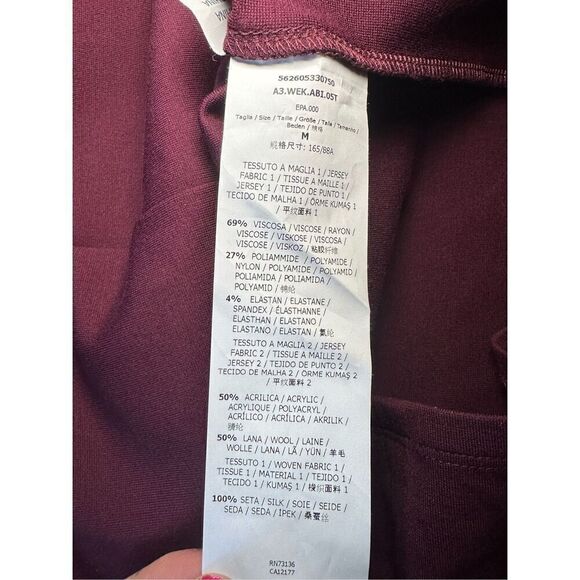 562605330750
A3.WEK.ABI.05T
EPA.000
Taglia / Size / Taille / Größe / Talla / Tamanho /
Beden / 规格
M
规格尺寸: 165/88A
TESSUTO A MAGLIA 1 / JERSEY
FABRIC 1 / TISSUE A MAILLE 1 /
JERSEY 1 / TEJIDO DE PUNTO 1 /
TECIDO DE MALHA 1 / ÖRME KUMAŞ 1
/ 平纹面料 1
69% VISCOSA / VISCOSE / RAYON /
VISCOSE / VISKOSE / VISCOSA /
VISCOSE / VISKOZ / 粘胶纤维
27% POLIAMMIDE / POLYAMIDE /
NYLON / POLYAMIDE / POLYAMID /
POLIAMIDA / POLIAMIDA /
POLYAMID / 锦纶
4% ELASTAN / ELASTANE /
SPANDEX / ÉLASTHANNE /
ELASTHAN / ELASTANO /
ELASTANO / ELASTAN / 氨纶
TESSUTO A MAGLIA 2 / JERSEY
FABRIC 2 / TISSUE A MAILLE 2 /
JERSEY 2 / TEJIDO DE PUNTO 2 /
TECIDO DE MALHA 2 / ÖRME KUMAŞ 2
/ 平纹面料 2
50% ACRILICA / ACRYLIC /
ACRYLIQUE / POLYACRYL /
ACRÍLICO / ACRÍLICA / AKRILIK /
腈纶
50% LANA / WOOL / LAINE /
WOLLE / LANA / LÃ / YÜN / 羊毛
TESSUTO 1 / WOVEN FABRIC 1 /
TISSUE 1 / MATERIAL 1 / TEJIDO 1 /
TECIDO 1 / KUMAŞ 1 / 梭织面料 1
100% SETA / SILK / SOIE / SEIDE /
SEDA / SEDA / İPEK / 桑蚕丝
RN73136
CA12177